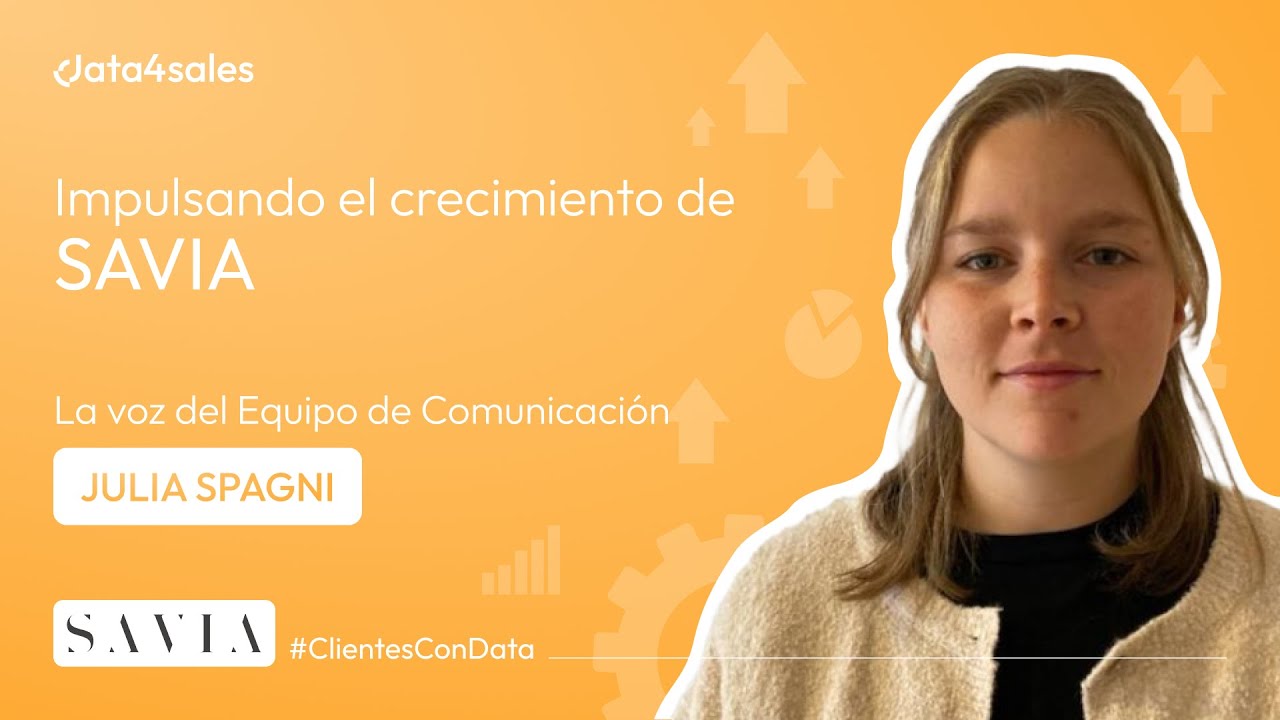 data4sales
Impulsando el crecimiento de
SAVIA
La voz del Equipo de Comunicación
JULIA SPAGNI
SAVIA
#ClientesConData